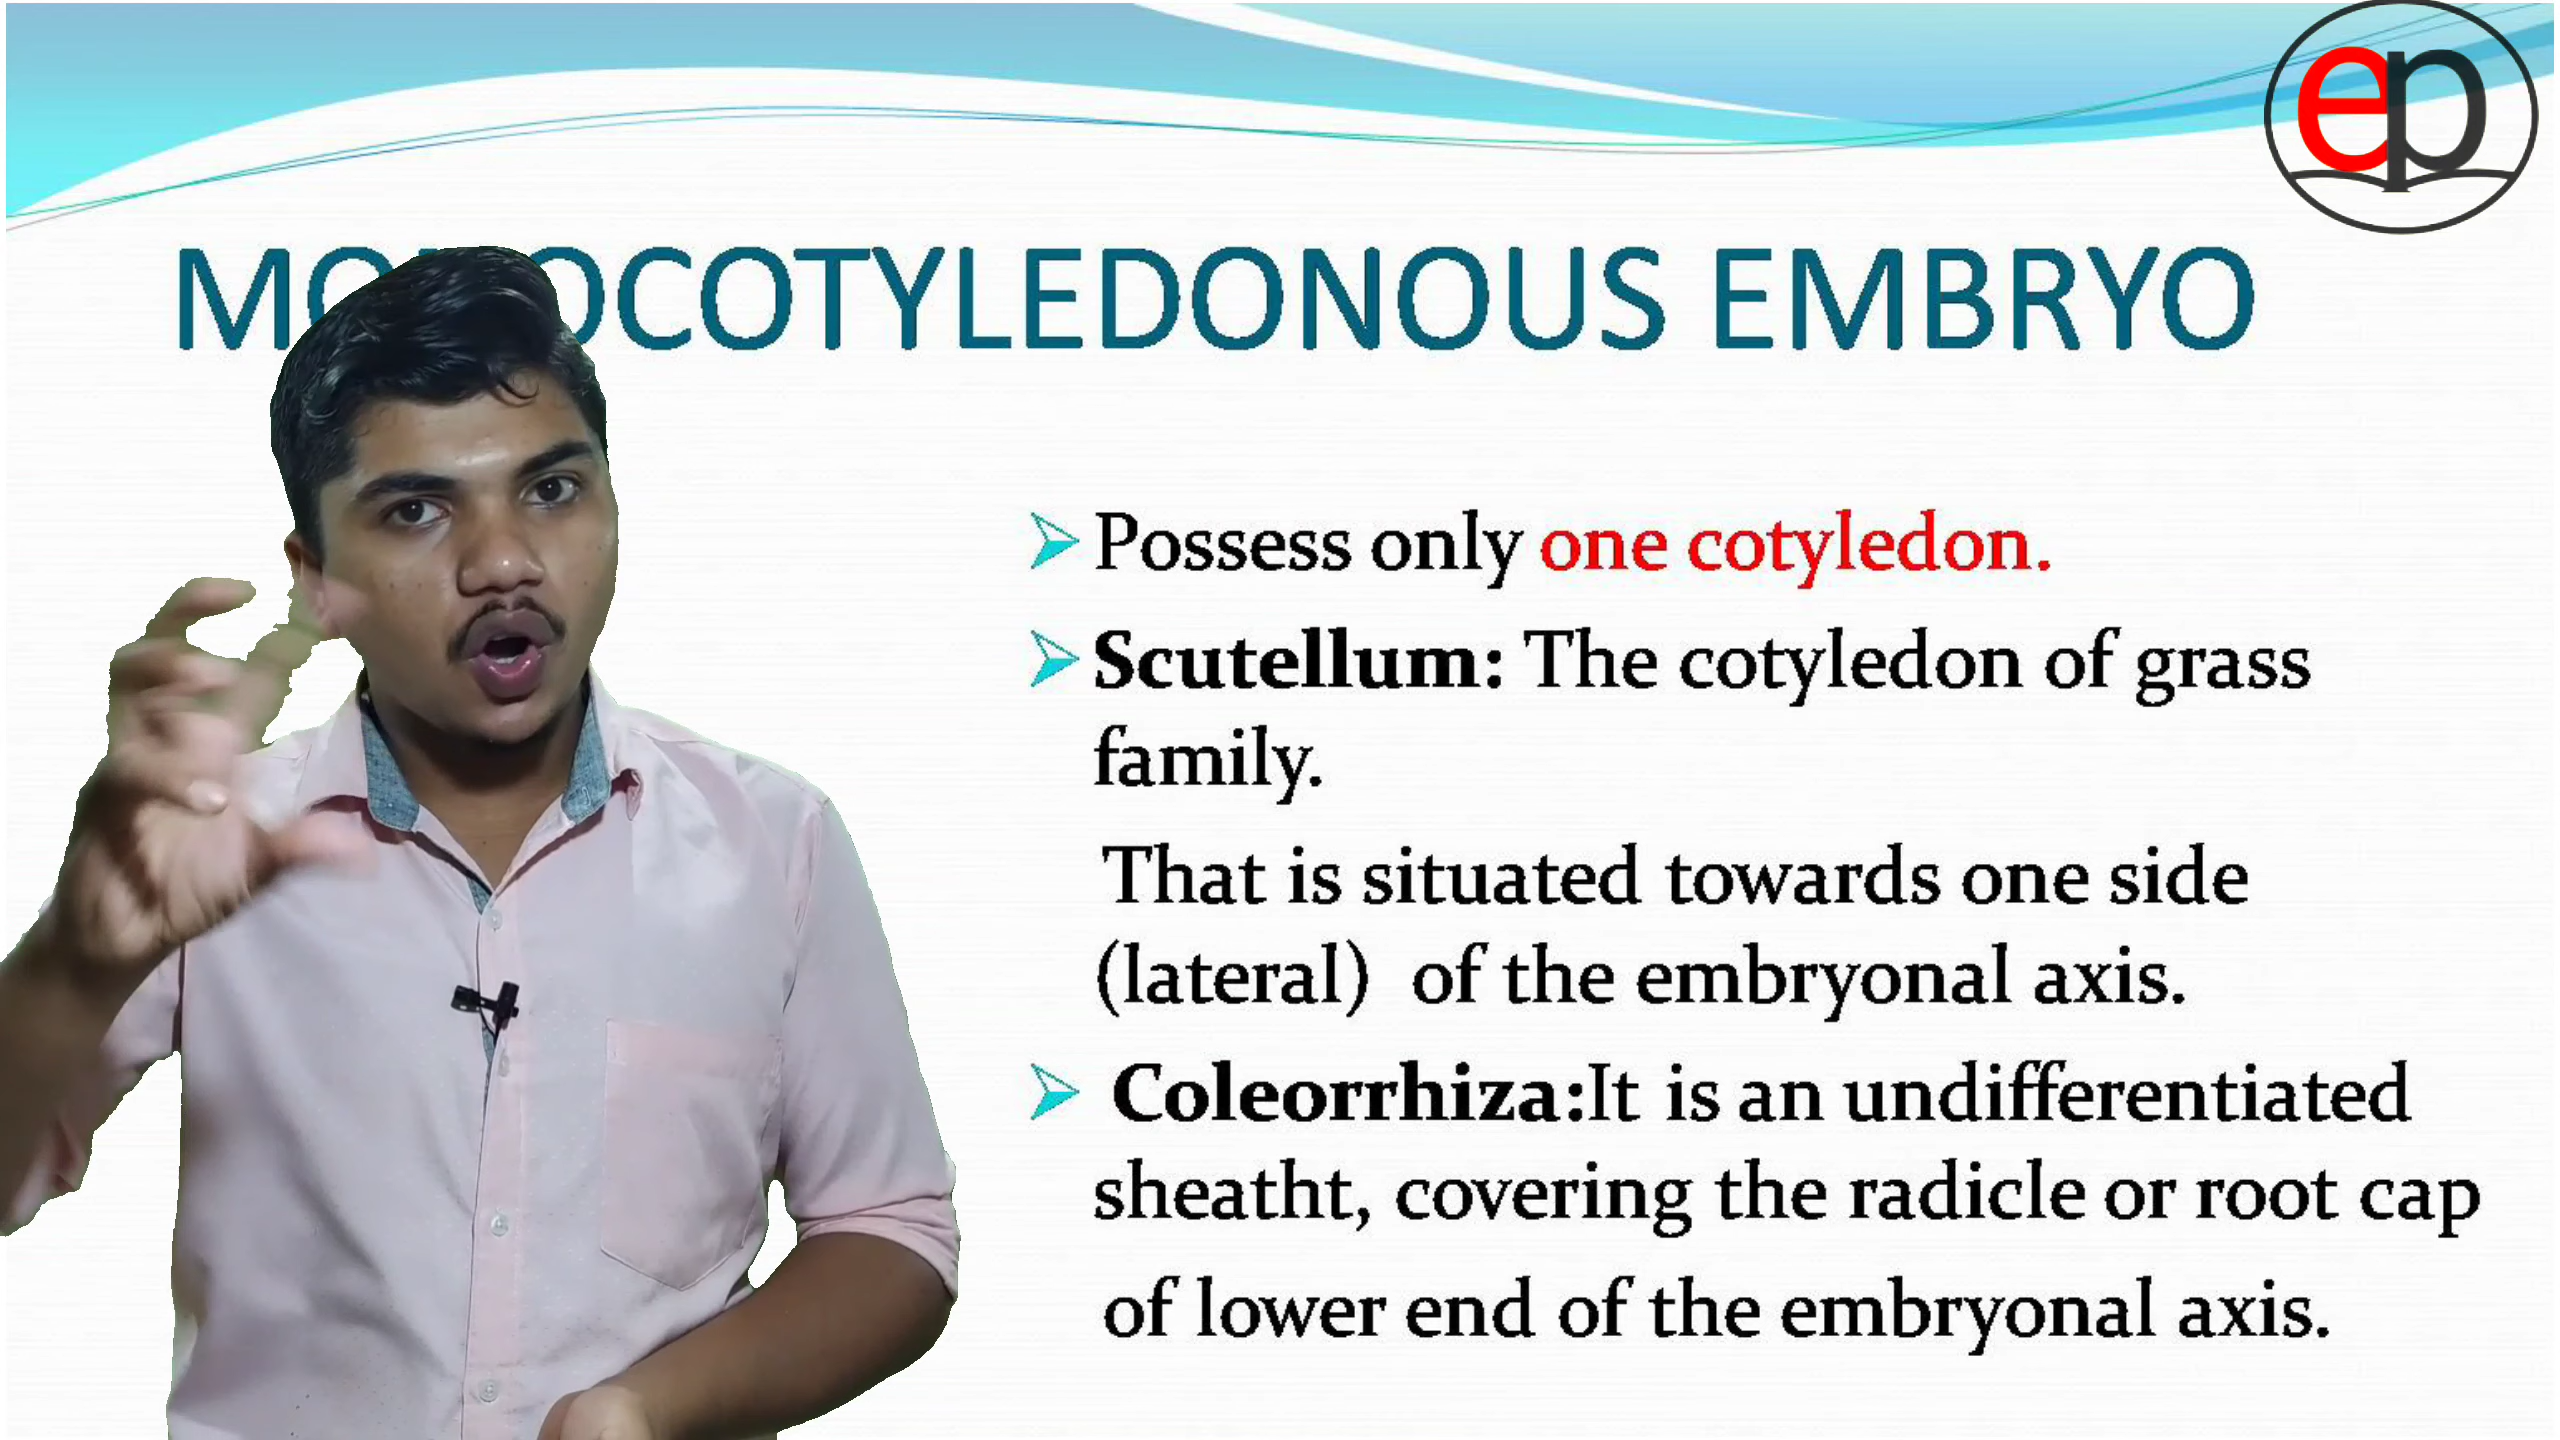 ep
EMBRYO
Possess only one cotyledon.
Scutellum: The cotyledon of grass
family.
That is situated towards one side
(lateral) of the embryonal axis.
Coleorrhiza:It is an undifferentiated
sheatht, covering the radicle or root cap
of lower end of the embryonal axis.